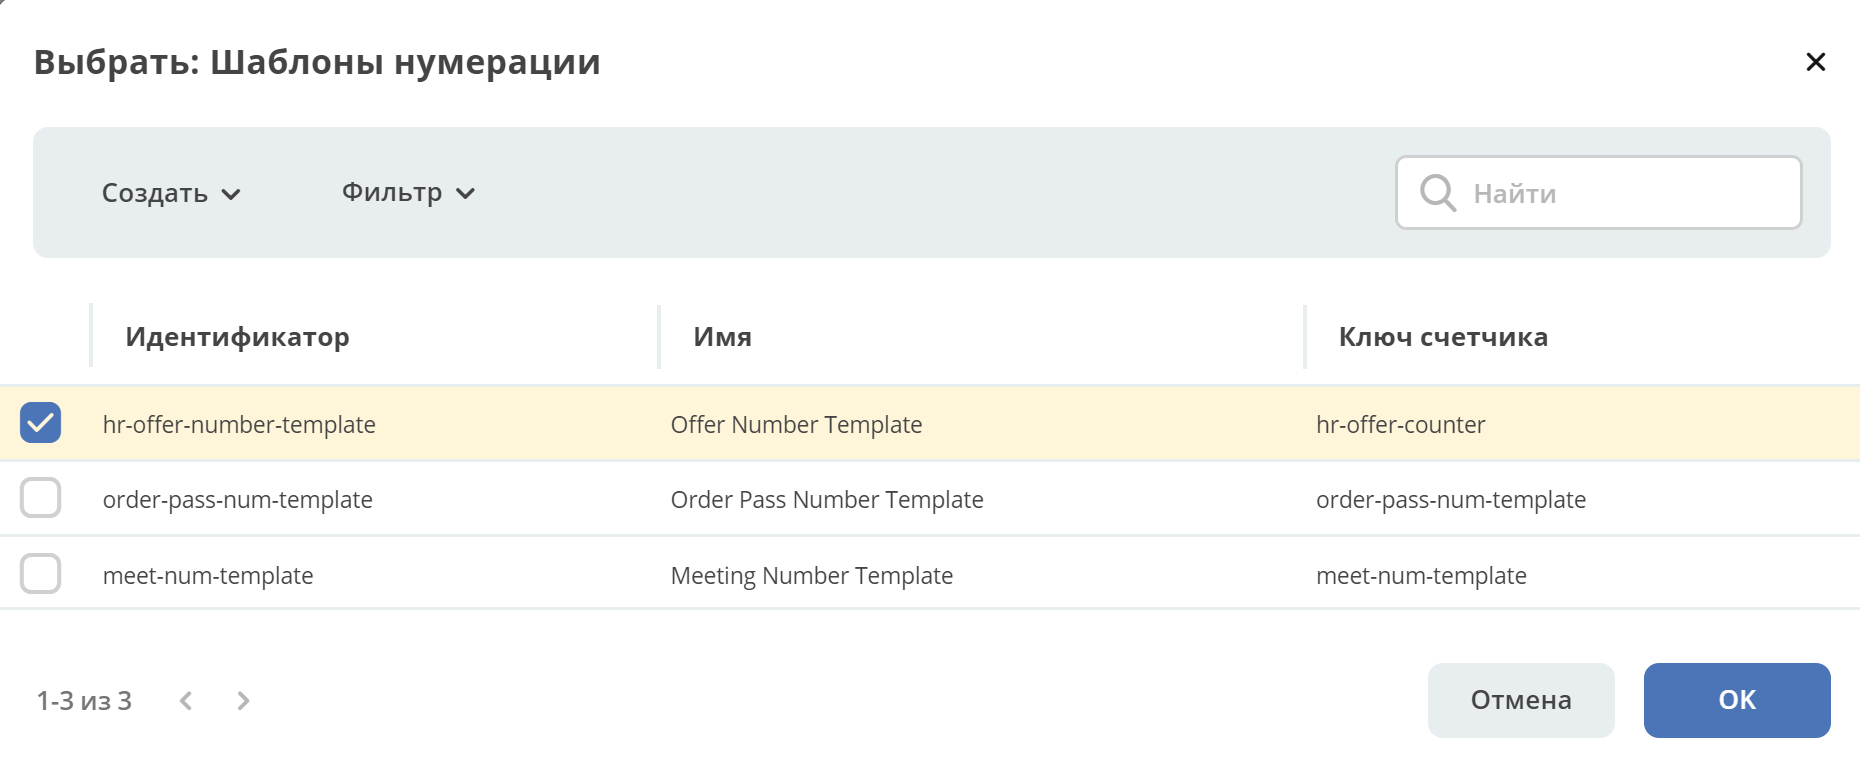 Выбрать: Шаблоны нумерации
Создать Фильтр Найти
Идентификатор Имя Ключ счетчика
hr-offer-number-template Offer Number Template hr-offer-counter
order-pass-num-template Order Pass Number Template order-pass-num-template
meet-num-template Meeting Number Template meet-num-template
1-3 из 3 Отмена OK